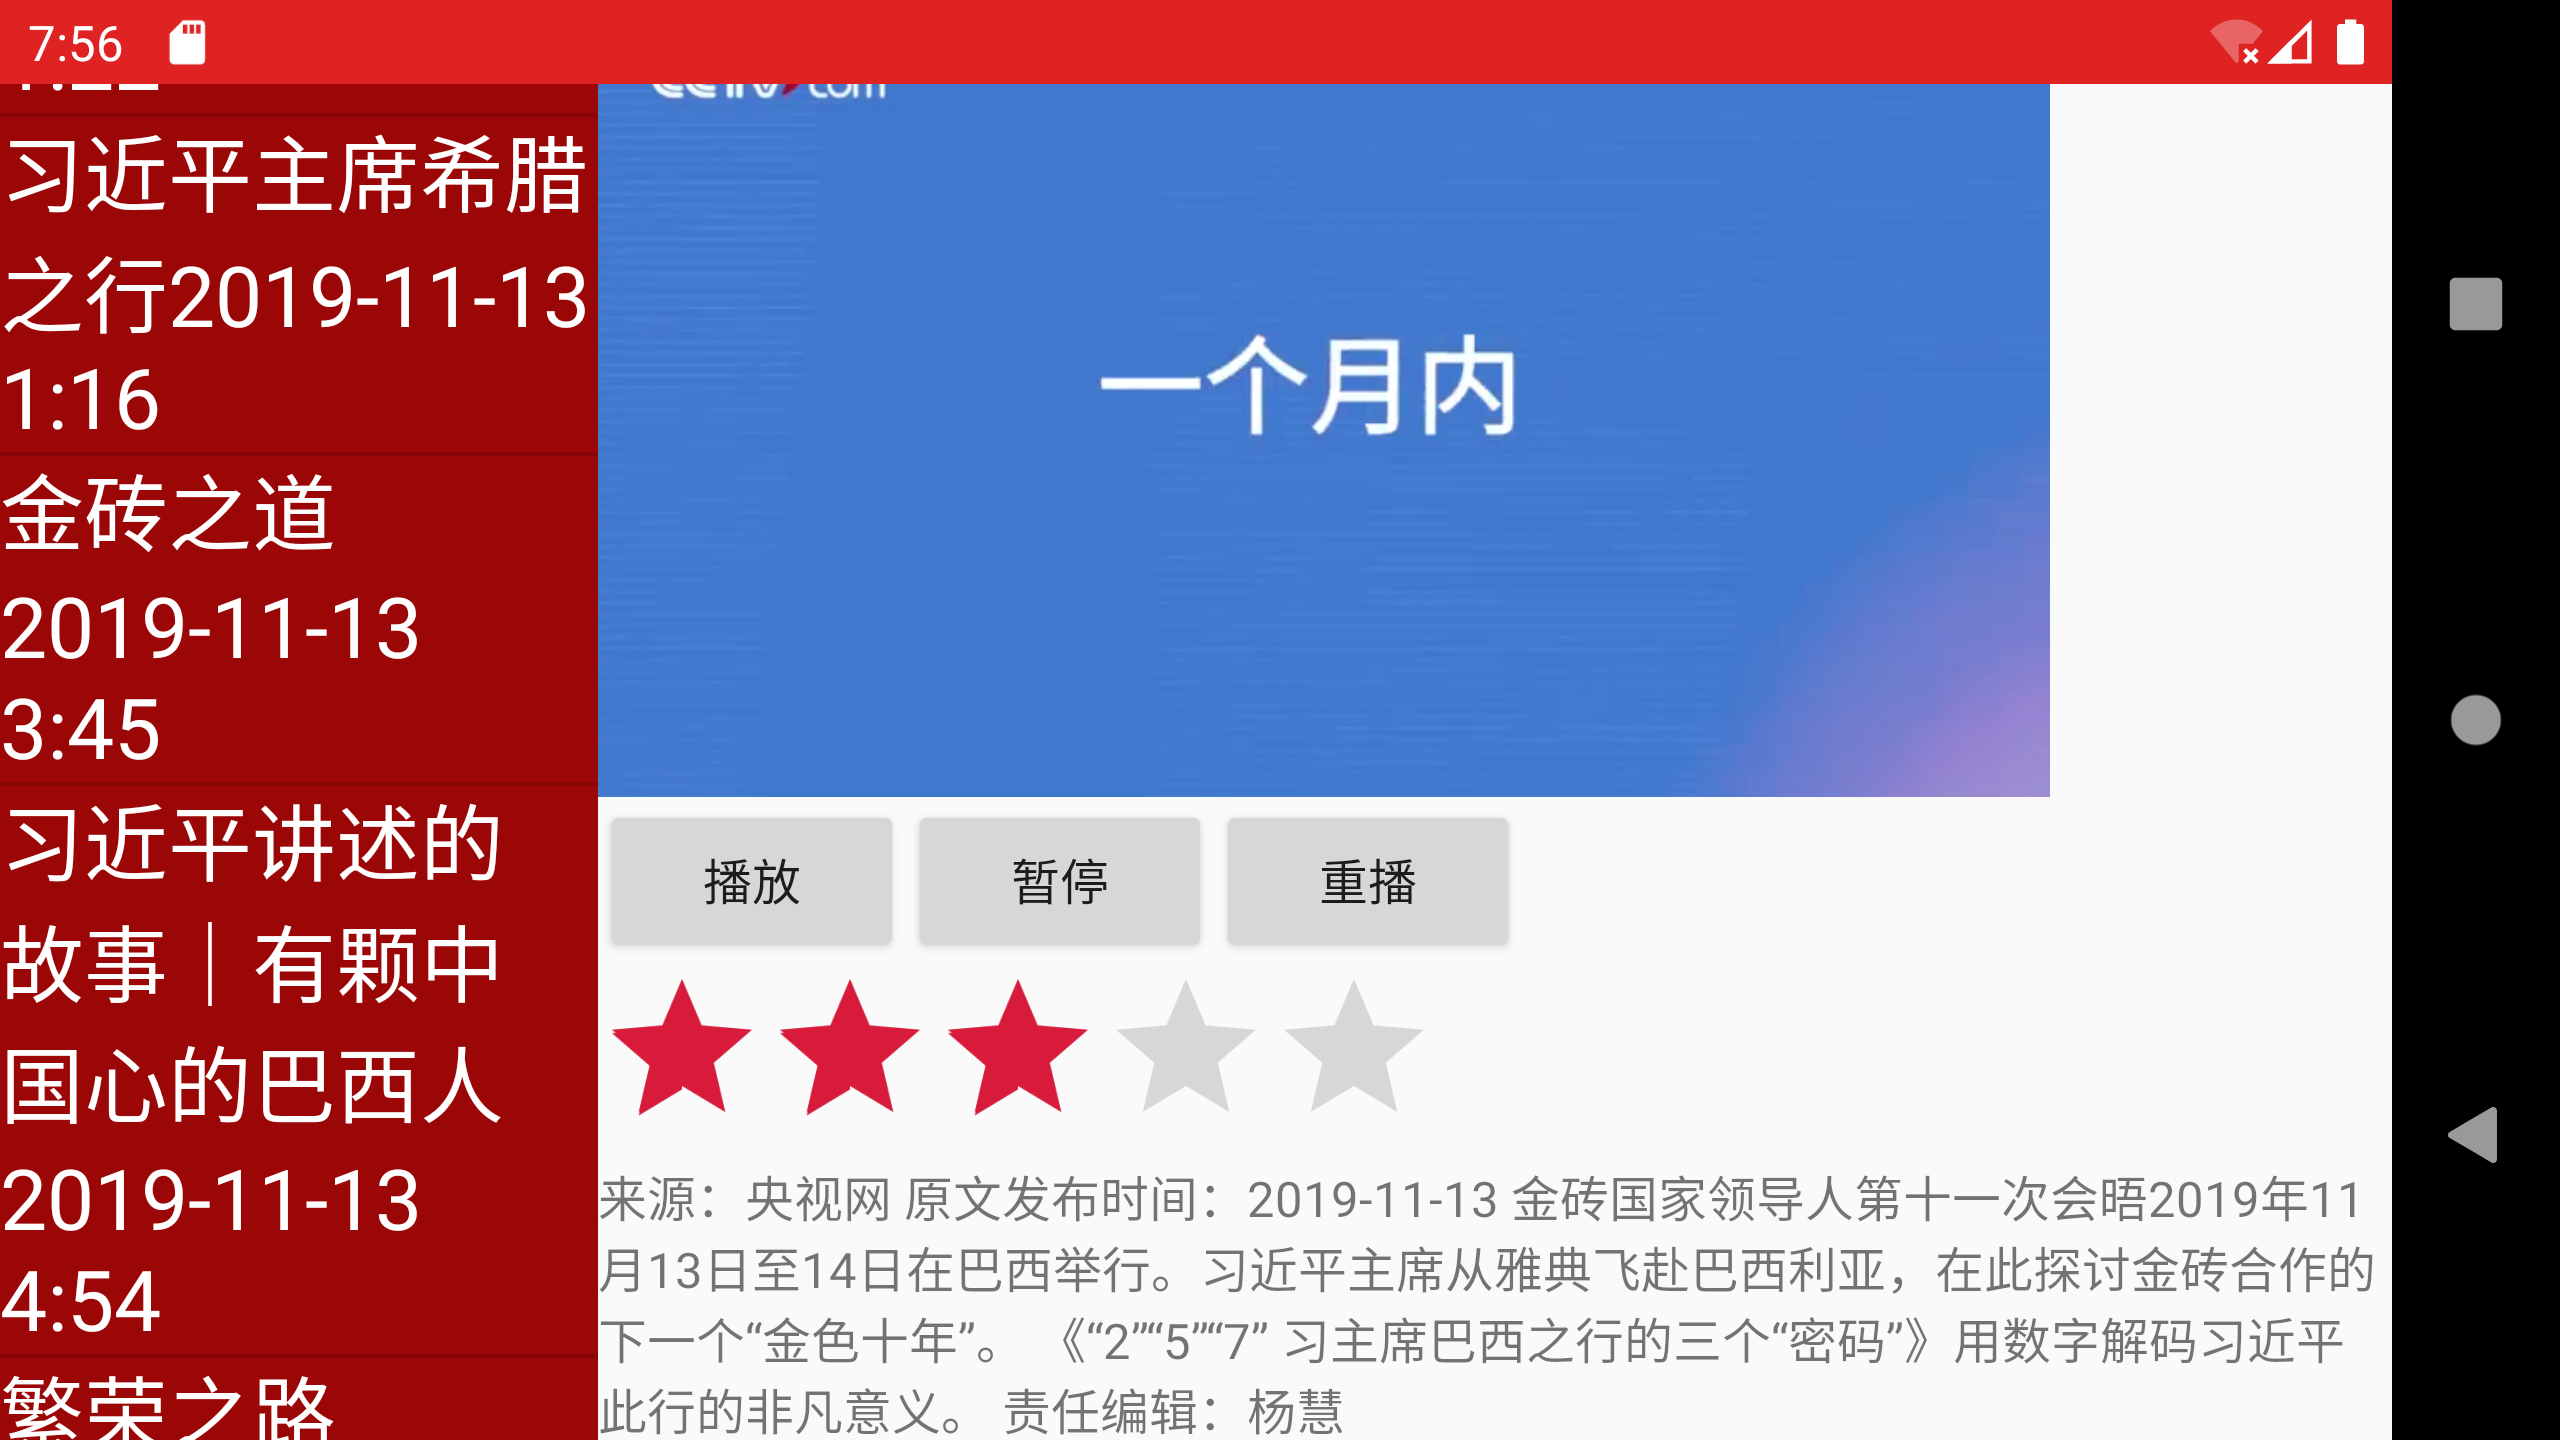 7:56
习近平主席希腊
之行2019-11-13
1:16
金砖之道
2019-11-13
3:45
习近平讲述的
故事｜有颗中
国心的巴西人
2019-11-13
4:54
繁荣之路
CCTV.com
一个月内
播放 暂停 重播
来源：央视网 原文发布时间：2019-11-13 金砖国家领导人第十一次会晤2019年11
月13日至14日在巴西举行。习近平主席从雅典飞赴巴西利亚，在此探讨金砖合作的
下一个“金色十年”。 《“2”“5”“7” 习主席巴西之行的三个“密码”》用数字解码习近平
此行的非凡意义。 责任编辑：杨慧